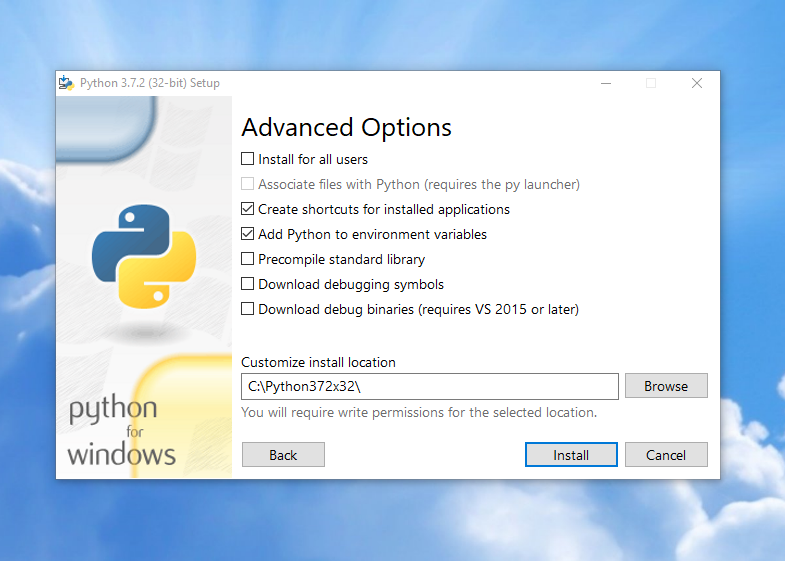 Python 3.7.2 (32-bit) Setup
Advanced Options
Install for all users
Associate files with Python (requires the py launcher)
Create shortcuts for installed applications
Add Python to environment variables
Precompile standard library
Download debugging symbols
Download debug binaries (requires VS 2015 or later)
Customize install location
C:\Python372x32\
Browse
You will require write permissions for the selected location.
python
for
windows
Back
Install
Cancel